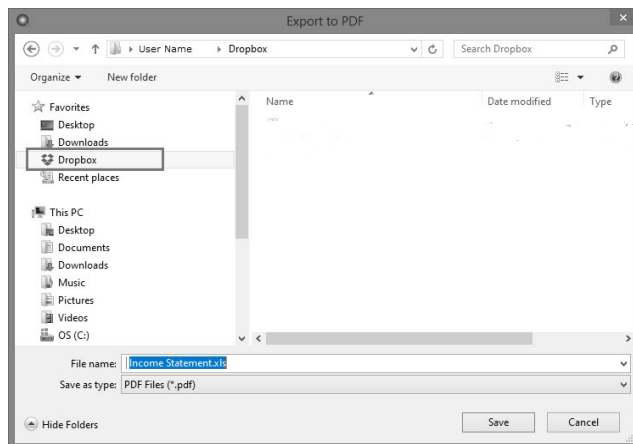 Export to PDF
User Name Dropbox Search Dropbox
Organize New folder
Name Date modified Type
Favorites
Desktop
Downloads
Dropbox
Recent places
This PC
Desktop
Documents
Downloads
Music
Pictures
Videos
OS (C:)
File name: Income Statement.xls
Save as type: PDF Files (*.pdf)
Hide Folders Save Cancel